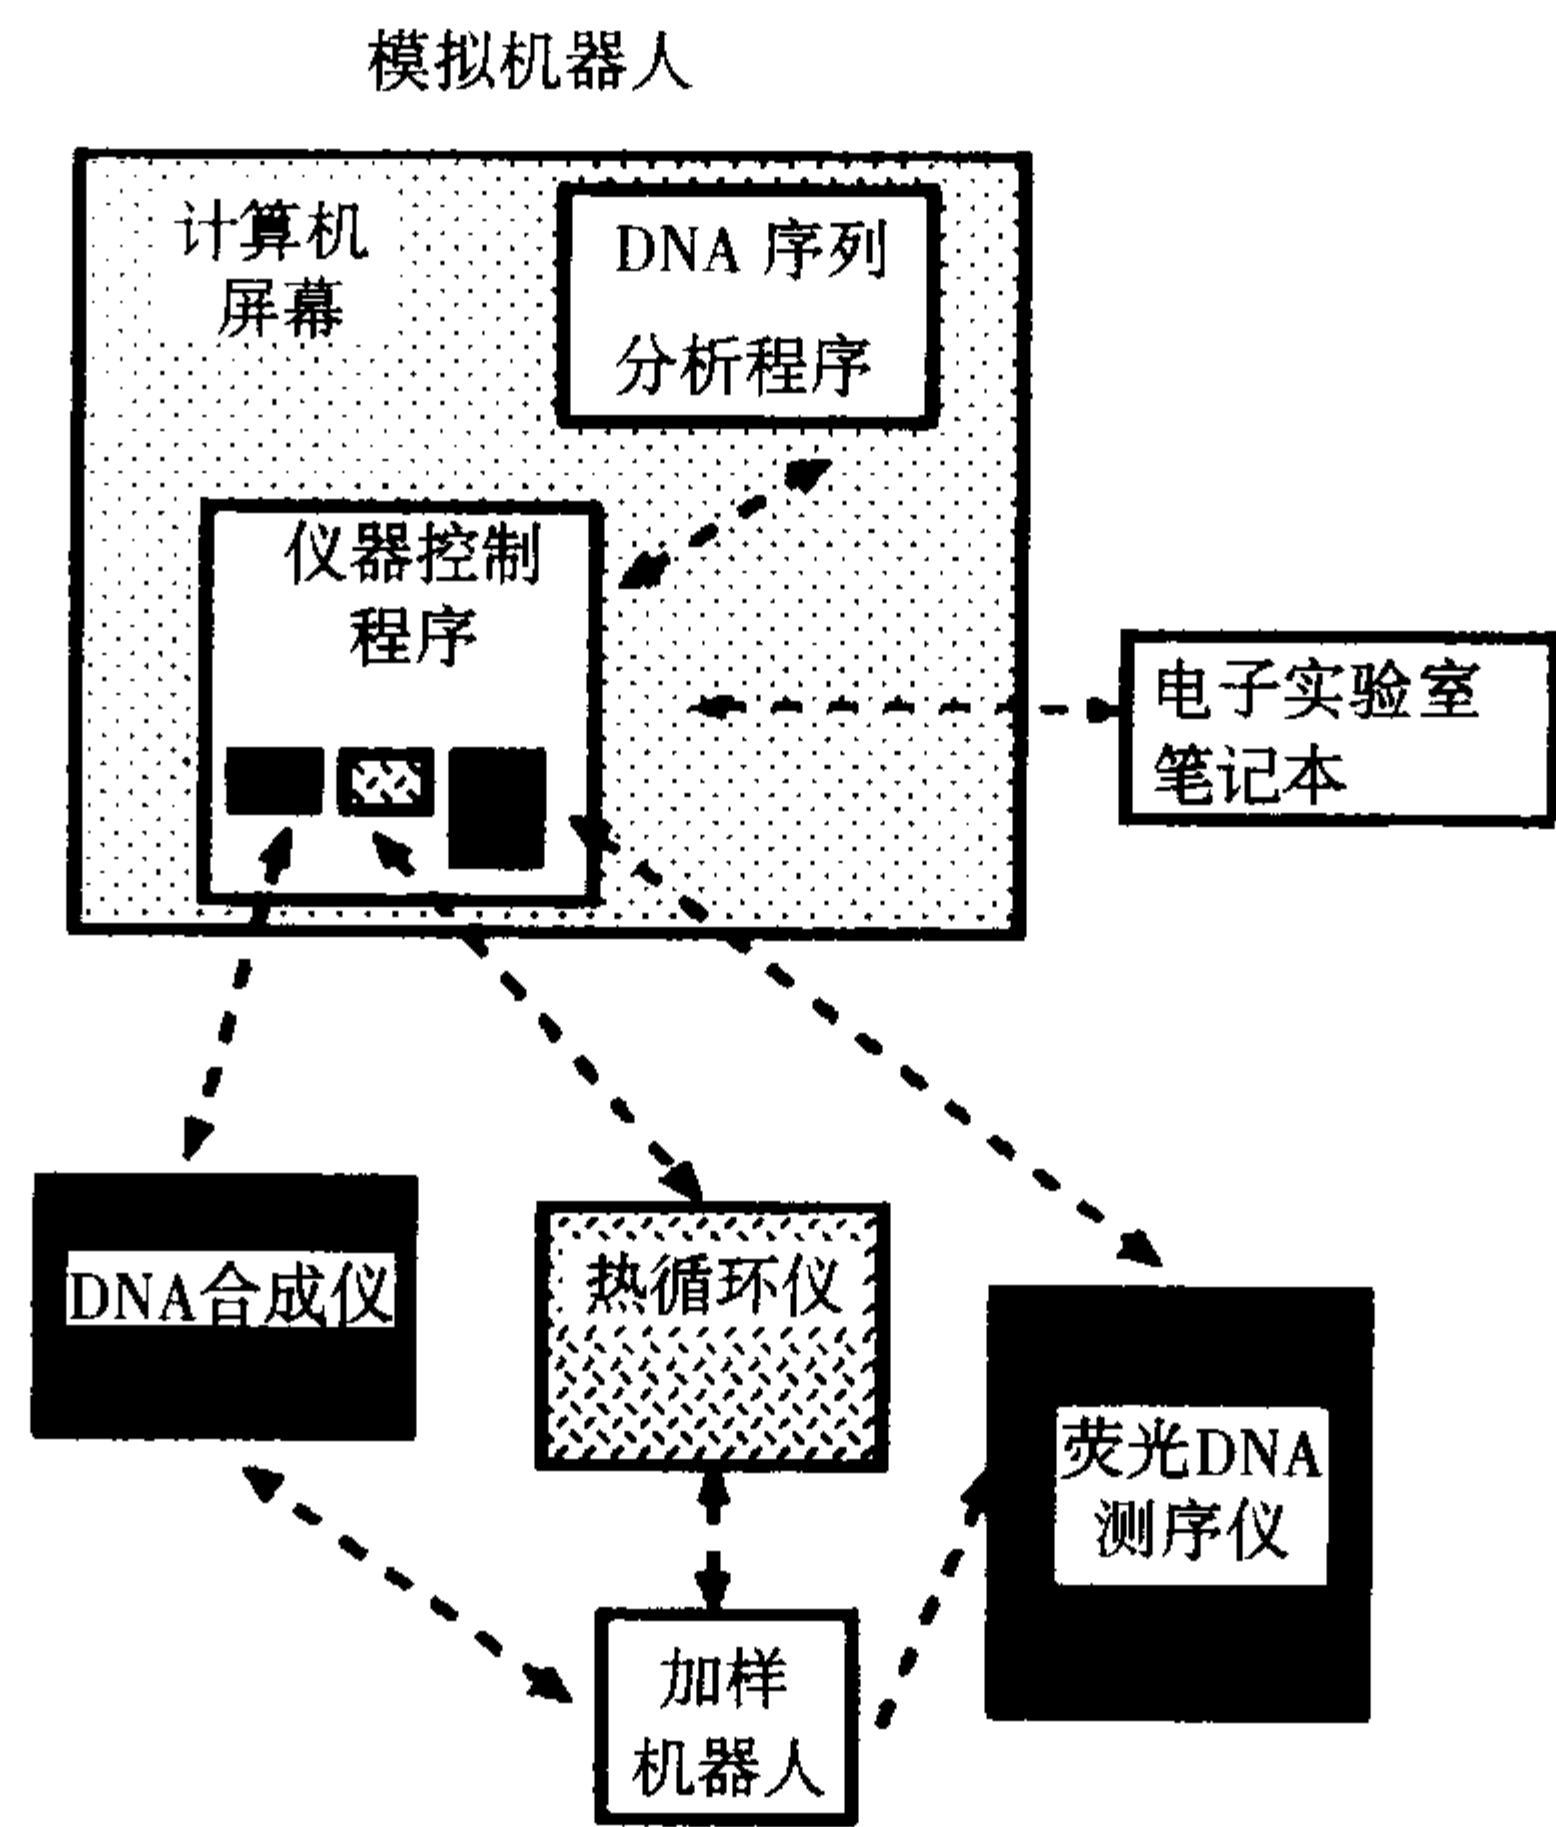 模拟机器人
计算机
屏幕
DNA 序列
分析程序
仪器控制
程序
电子实验室
笔记本
DNA合成仪
热循环仪
荧光DNA
测序仪
加样
机器人